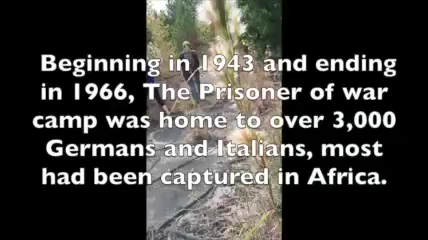 Beginning in 1943 and ending
in 1966, The Prisoner of war
camp was home to over 3,000
Germans and Italians, most
had been captured in Africa.